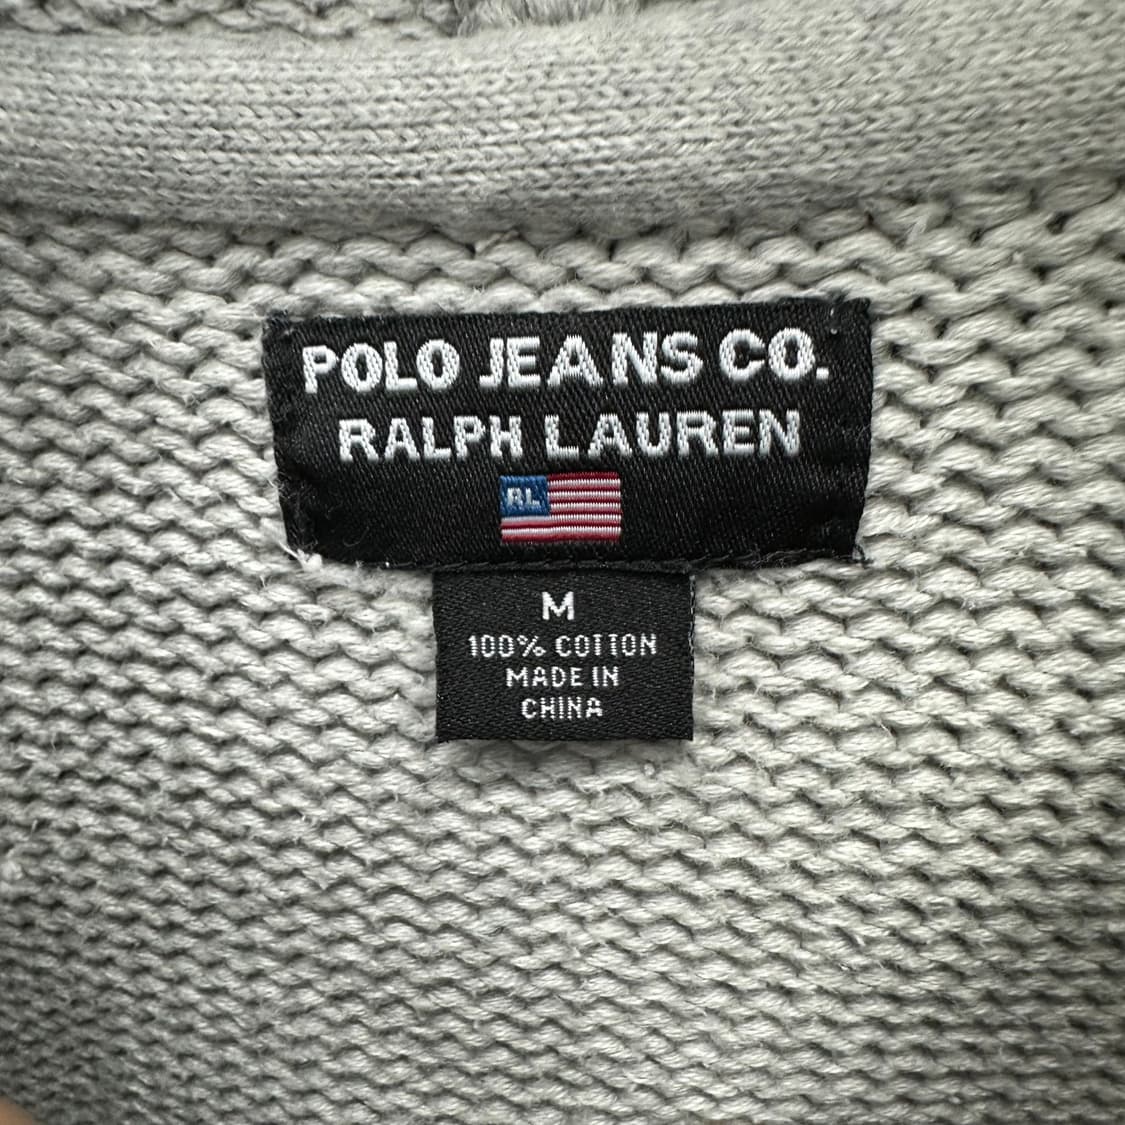 POLO JEANS CO.
RALPH LAUREN
RL
M
100% COTTON
MADE IN
CHINA